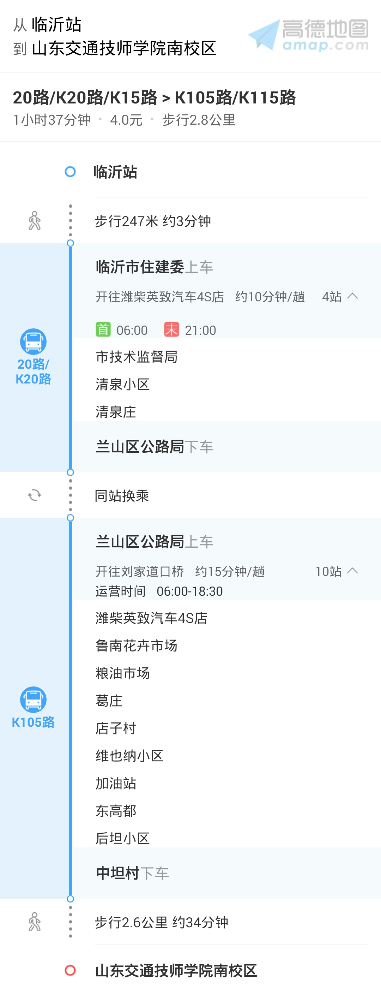 从 临沂站
到 山东交通技师学院南校区
高德地图
amap.com
20路/K20路/K15路 > K105路/K115路
1小时37分钟 · 4.0元 · 步行2.8公里
临沂站
步行247米 约3分钟
临沂市住建委上车
开往潍柴英致汽车4S店 约10分钟/趟 4站
首 06:00 末 21:00
20路/
K20路
市技术监督局
清泉小区
清泉庄
兰山区公路局下车
同站换乘
兰山区公路局上车
开往刘家道口桥 约15分钟/趟 10站
运营时间 06:00-18:30
潍柴英致汽车4S店
鲁南花卉市场
粮油市场
葛庄
K105路
店子村
维也纳小区
加油站
东高都
后坦小区
中坦村下车
步行2.6公里 约34分钟
山东交通技师学院南校区